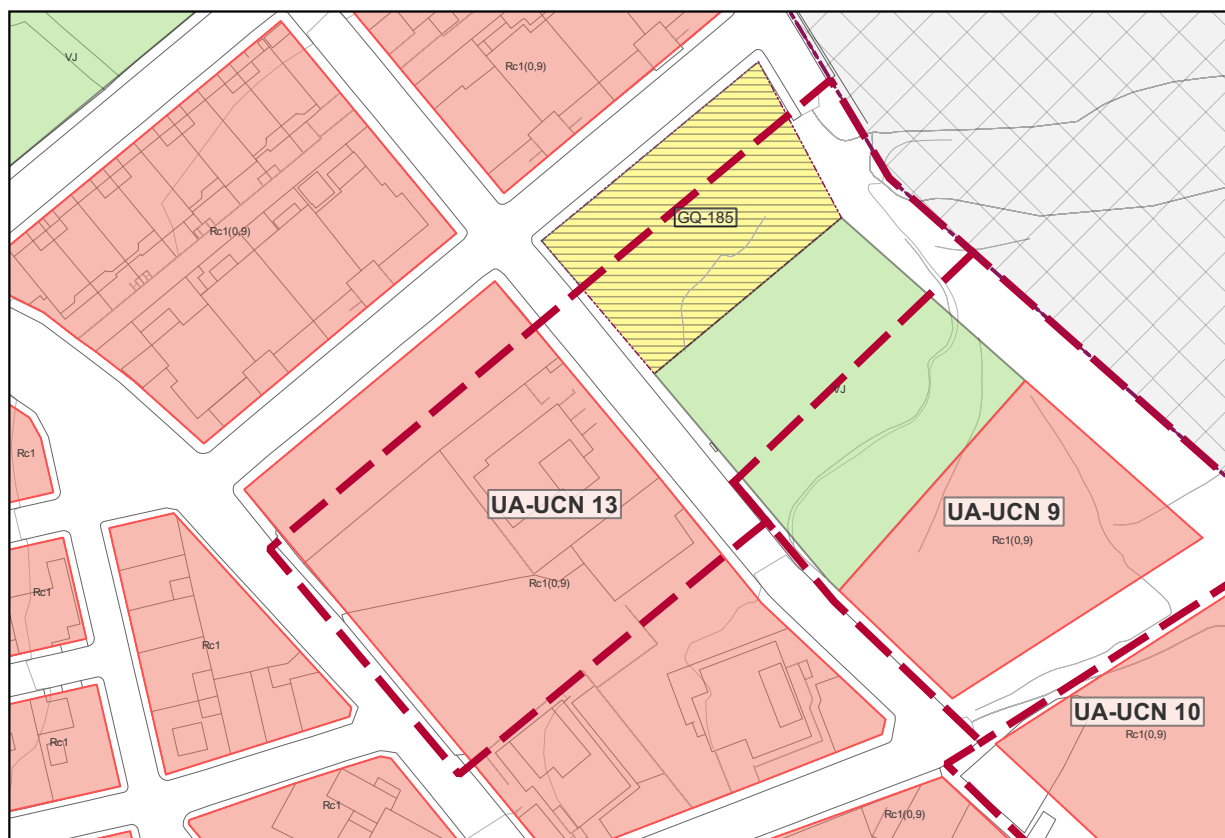 VJ
Rc1(0,9)
GQ-185
Rc1(0,9)
VJ
Rc1
UA-UCN 13
UA-UCN 9
Rc1(0,9)
Rc1(0,9)
Rc1
Rc1
UA-UCN 10
Rc1(0,9)
Rc1
Rc1
Rc1(0,9)